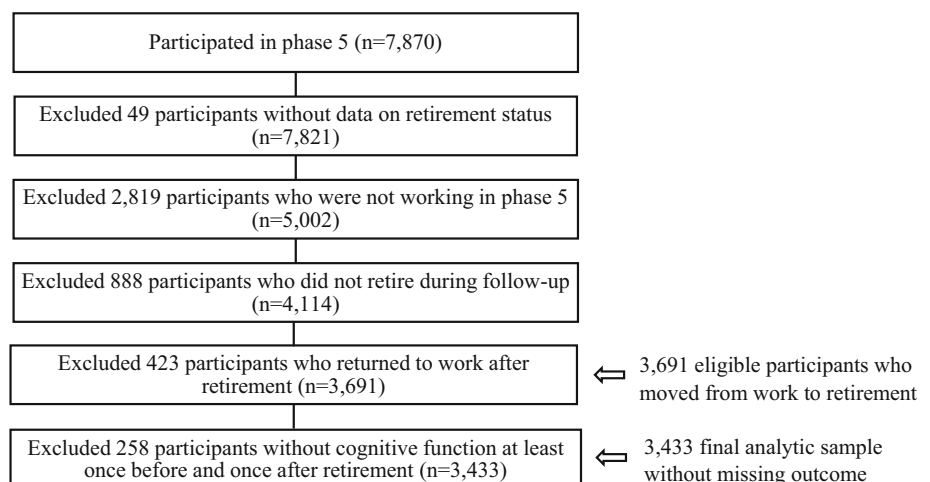 Participated in phase 5 (n=7,870)
Excluded 49 participants without data on retirement status
(n=7,821)
Excluded 2,819 participants who were not working in phase 5
(n=5,002)
Excluded 888 participants who did not retire during follow-up
(n=4,114)
Excluded 423 participants who returned to work after
retirement (n=3,691)
3,691 eligible participants who
moved from work to retirement
Excluded 258 participants without cognitive function at least
once before and once after retirement (n=3,433)
3,433 final analytic sample
without missing outcome